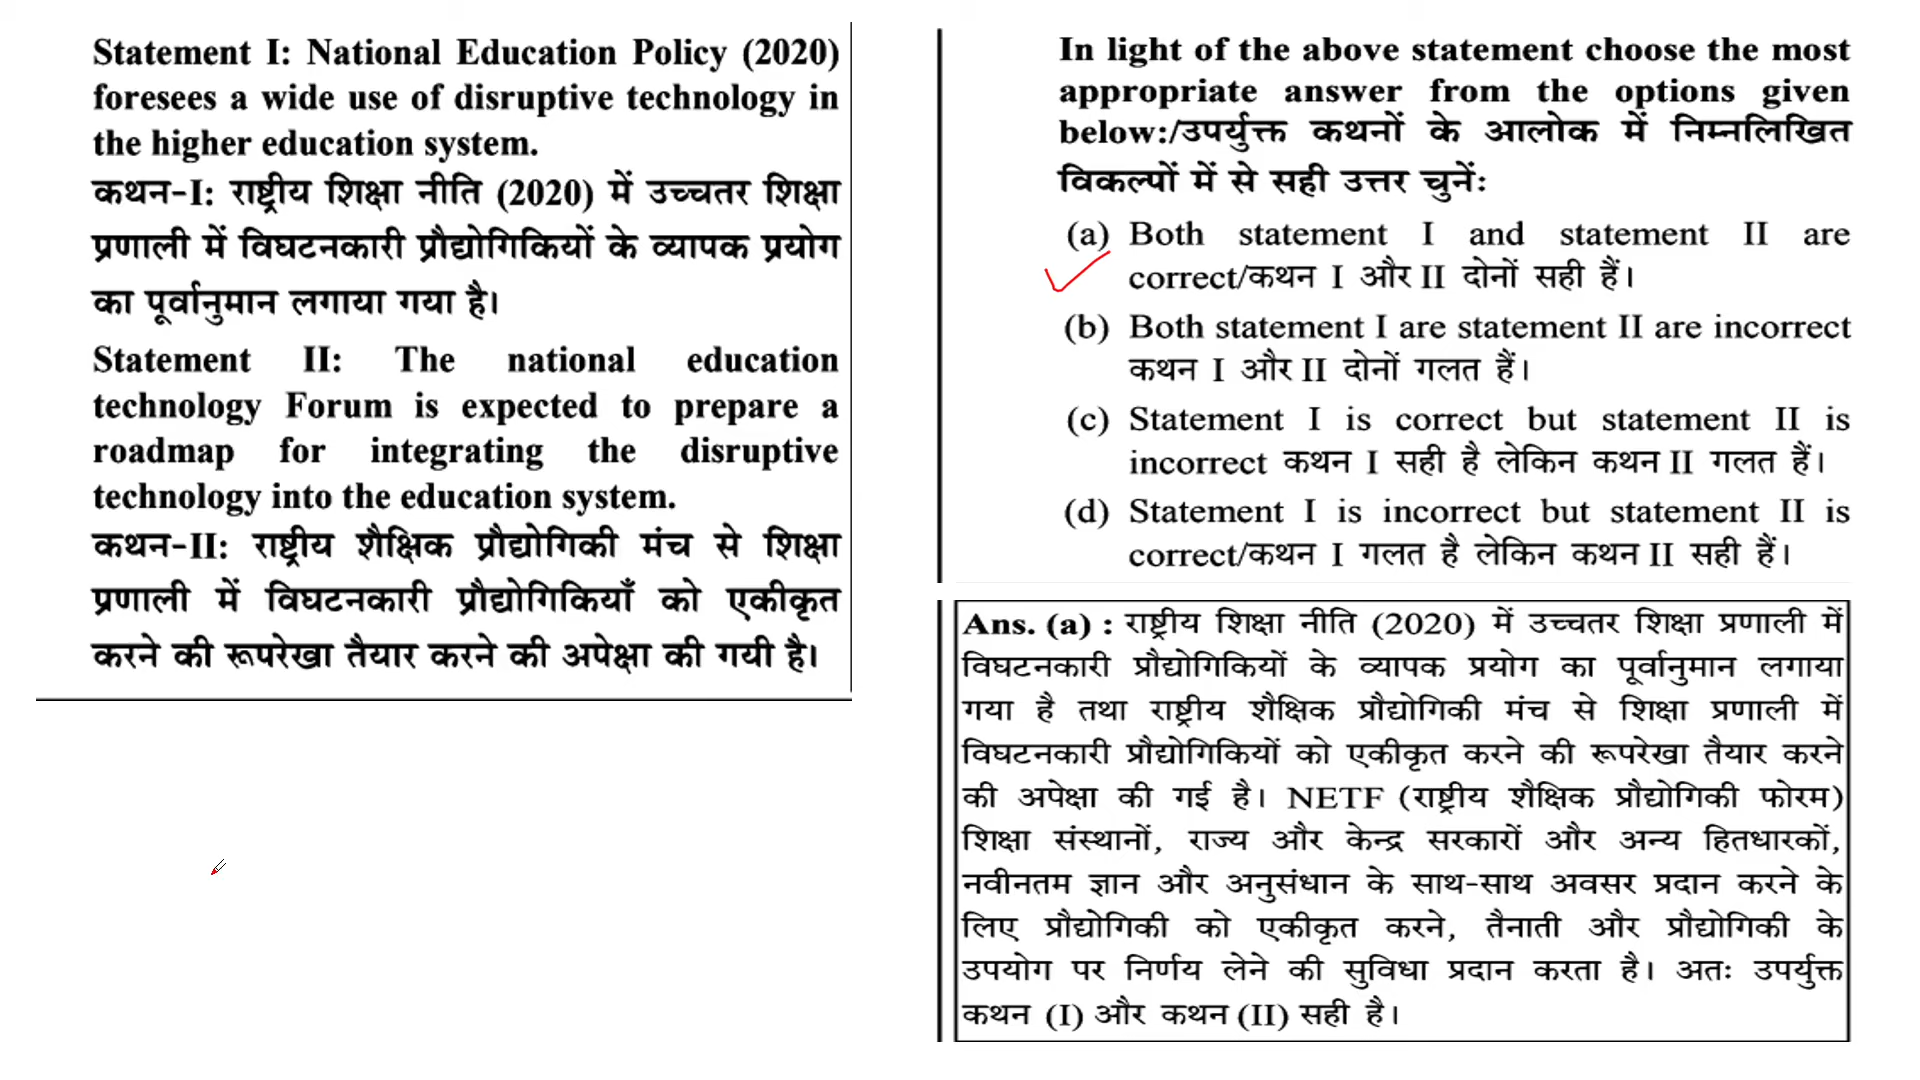 Statement I: National Education Policy (2020)
foresees a wide use of disruptive technology in
the higher education system.
कथन-I: राष्ट्रीय शिक्षा नीति (2020) में उच्चतर शिक्षा
प्रणाली में विघटनकारी प्रौद्योगिकियों के व्यापक प्रयोग
का पूर्वानुमान लगाया गया है।
Statement II: The national education
technology Forum is expected to prepare a
roadmap for integrating the disruptive
technology into the education system.
कथन-II: राष्ट्रीय शैक्षिक प्रौद्योगिकी मंच से शिक्षा
प्रणाली में विघटनकारी प्रौद्योगिकियाँ को एकीकृत
करने की रूपरेखा तैयार करने की अपेक्षा की गयी है।
In light of the above statement choose the most
appropriate answer from the options given
below:/उपर्युक्त कथनों के आलोक में निम्नलिखित
विकल्पों में से सही उत्तर चुनें:
(a) Both statement I and statement II are
correct/कथन I और II दोनों सही हैं।
(b) Both statement I are statement II are incorrect
कथन I और II दोनों गलत हैं।
(c) Statement I is correct but statement II is
incorrect कथन I सही है लेकिन कथन II गलत हैं।
(d) Statement I is incorrect but statement II is
correct/कथन I गलत है लेकिन कथन II सही हैं।
Ans. (a) : राष्ट्रीय शिक्षा नीति (2020) में उच्चतर शिक्षा प्रणाली में
विघटनकारी प्रौद्योगिकियों के व्यापक प्रयोग का पूर्वानुमान लगाया
गया है तथा राष्ट्रीय शैक्षिक प्रौद्योगिकी मंच से शिक्षा प्रणाली में
विघटनकारी प्रौद्योगिकियों को एकीकृत करने की रूपरेखा तैयार करने
की अपेक्षा की गई है। NETF (राष्ट्रीय शैक्षिक प्रौद्योगिकी फोरम)
शिक्षा संस्थानों, राज्य और केन्द्र सरकारों और अन्य हितधारकों,
नवीनतम ज्ञान और अनुसंधान के साथ-साथ अवसर प्रदान करने के
लिए प्रौद्योगिकी को एकीकृत करने, तैनाती और प्रौद्योगिकी के
उपयोग पर निर्णय लेने की सुविधा प्रदान करता है। अतः उपर्युक्त
कथन (I) और कथन (II) सही है।